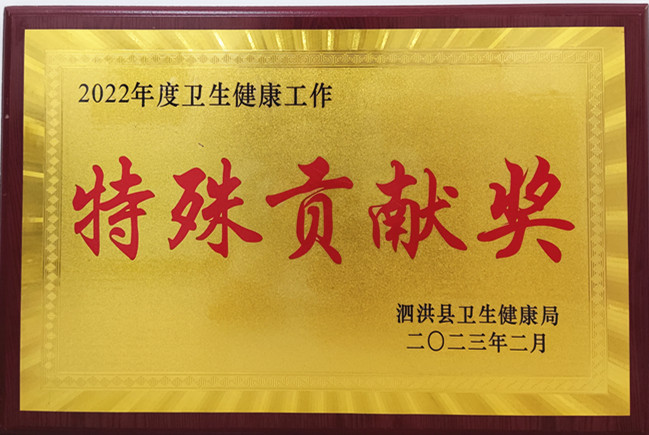 2022年度卫生健康工作
特殊贡献奖
泗洪县卫生健康局
二〇二三年二月